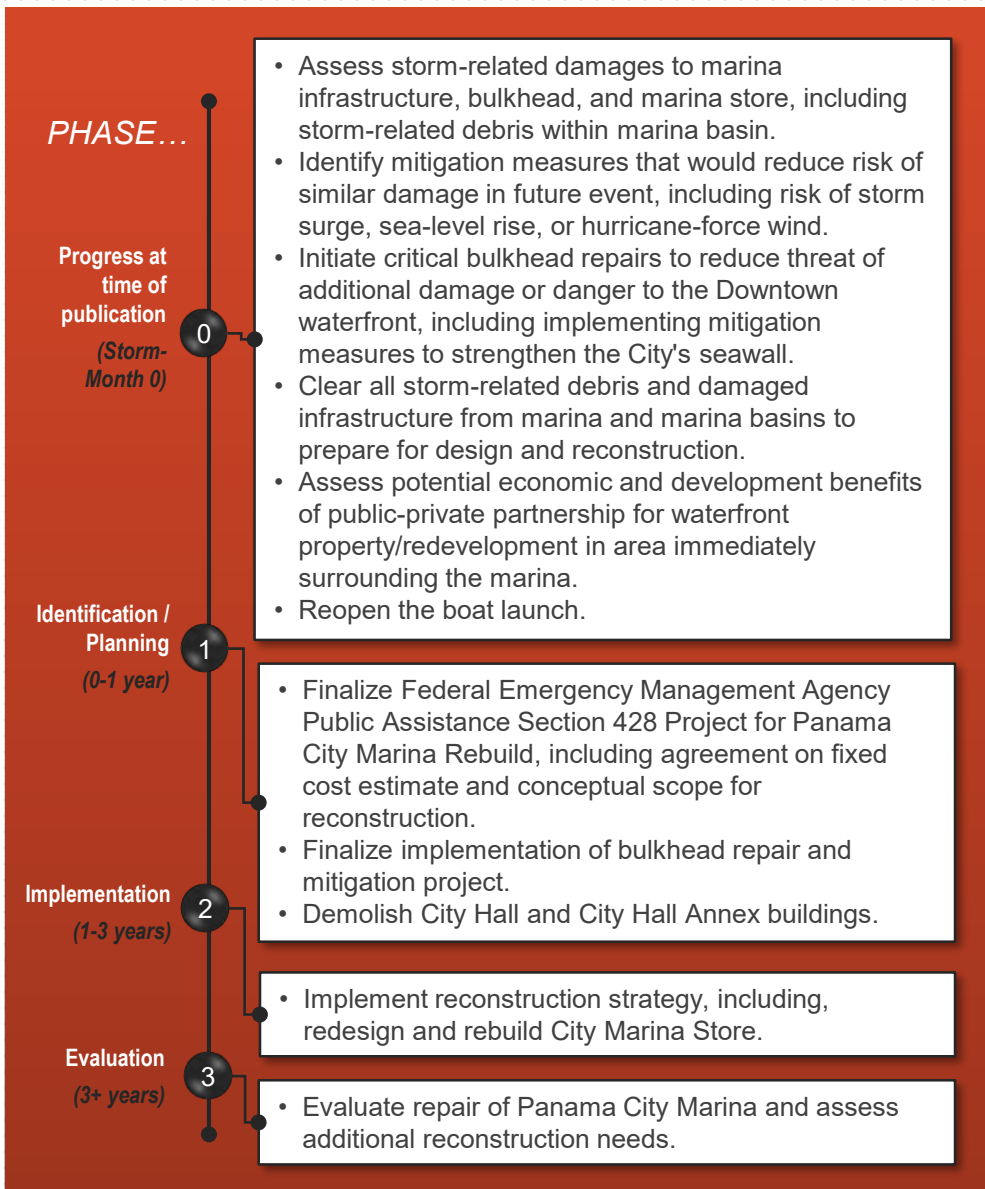 PHASE…
Progress at
time of
publication
(Storm-
Month 0)
0
• Assess storm-related damages to marina
infrastructure, bulkhead, and marina store, including
storm-related debris within marina basin.
• Identify mitigation measures that would reduce risk of
similar damage in future event, including risk of storm
surge, sea-level rise, or hurricane-force wind.
• Initiate critical bulkhead repairs to reduce threat of
additional damage or danger to the Downtown
waterfront, including implementing mitigation
measures to strengthen the City's seawall.
• Clear all storm-related debris and damaged
infrastructure from marina and marina basins to
prepare for design and reconstruction.
• Assess potential economic and development benefits
of public-private partnership for waterfront
property/redevelopment in area immediately
surrounding the marina.
• Reopen the boat launch.
Identification /
Planning
(0-1 year)
1
• Finalize Federal Emergency Management Agency
Public Assistance Section 428 Project for Panama
City Marina Rebuild, including agreement on fixed
cost estimate and conceptual scope for
reconstruction.
• Finalize implementation of bulkhead repair and
mitigation project.
• Demolish City Hall and City Hall Annex buildings.
Implementation
(1-3 years)
2
• Implement reconstruction strategy, including,
redesign and rebuild City Marina Store.
Evaluation
(3+ years)
3
• Evaluate repair of Panama City Marina and assess
additional reconstruction needs.